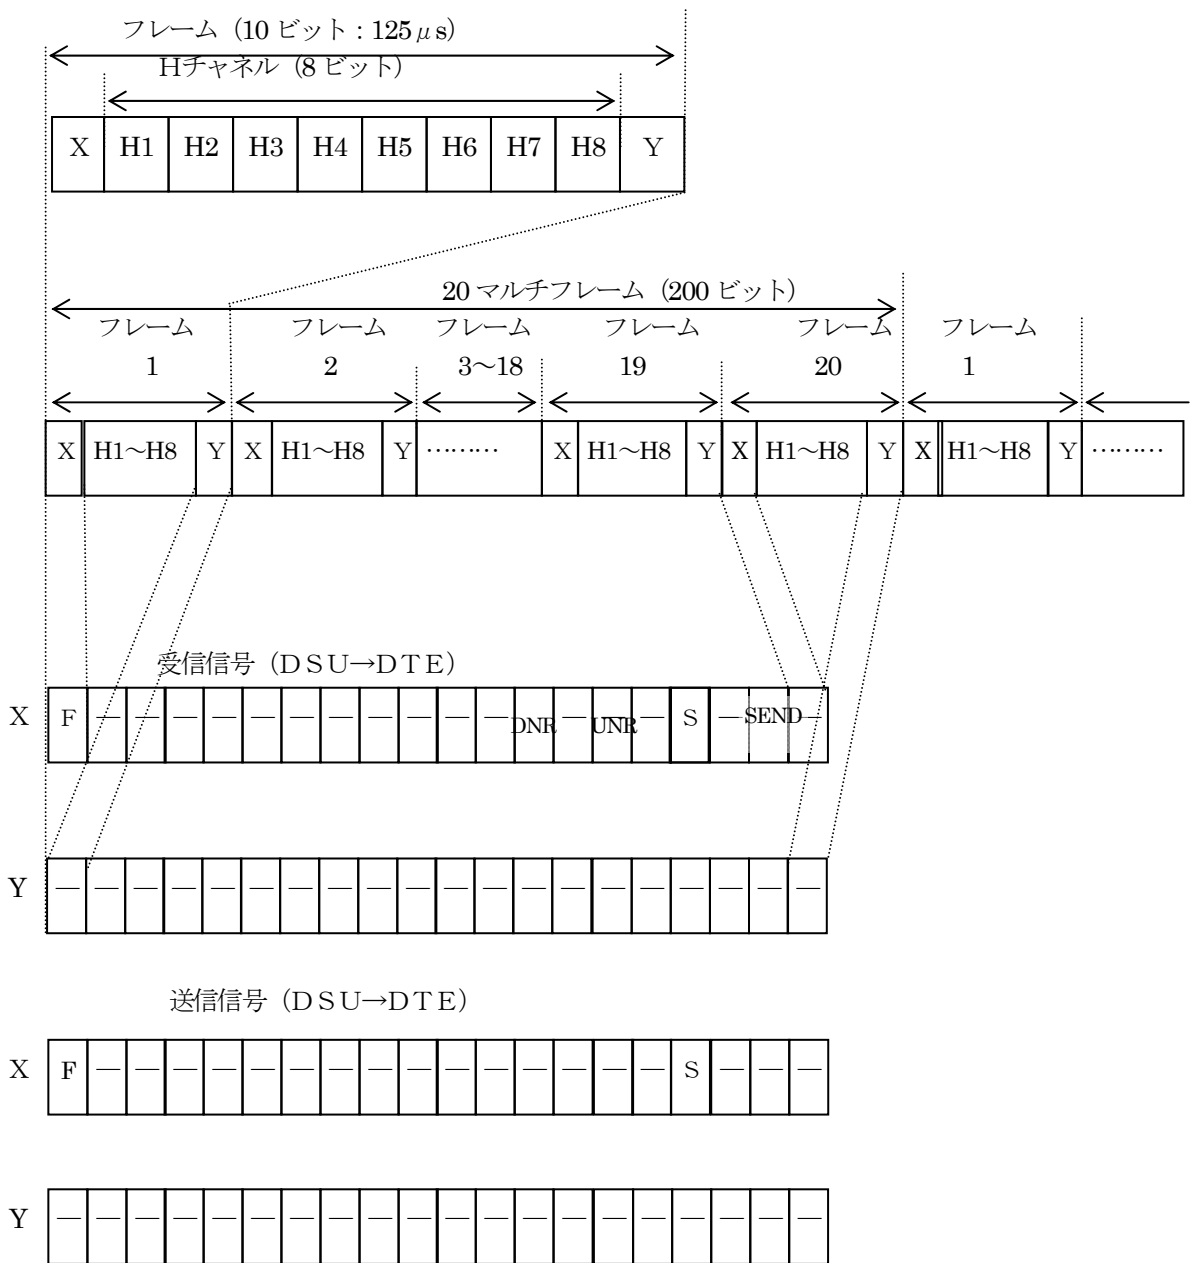 フレーム（10 ビット：125μs）
Hチャネル（8 ビット）
X H1 H2 H3 H4 H5 H6 H7 H8 Y
20 マルチフレーム（200 ビット）
フレーム フレーム フレーム フレーム フレーム フレーム
1 2 3～18 19 20 1
X H1～H8 Y X H1～H8 Y ……… X H1～H8 Y X H1～H8 Y X H1～H8 Y ………
受信信号（ＤＳＵ→ＤＴＥ）
X F ― ― ― ― ― ― ― ― ― ― ― DNR ― UNR ― S ― SEND ―
Y ― ― ― ― ― ― ― ― ― ― ― ― ― ― ― ― ― ― ― ―
送信信号（ＤＳＵ→ＤＴＥ）
X F ― ― ― ― ― ― ― ― ― ― ― ― ― ― ― S ― ― ―
Y ― ― ― ― ― ― ― ― ― ― ― ― ― ― ― ― ― ― ― ―